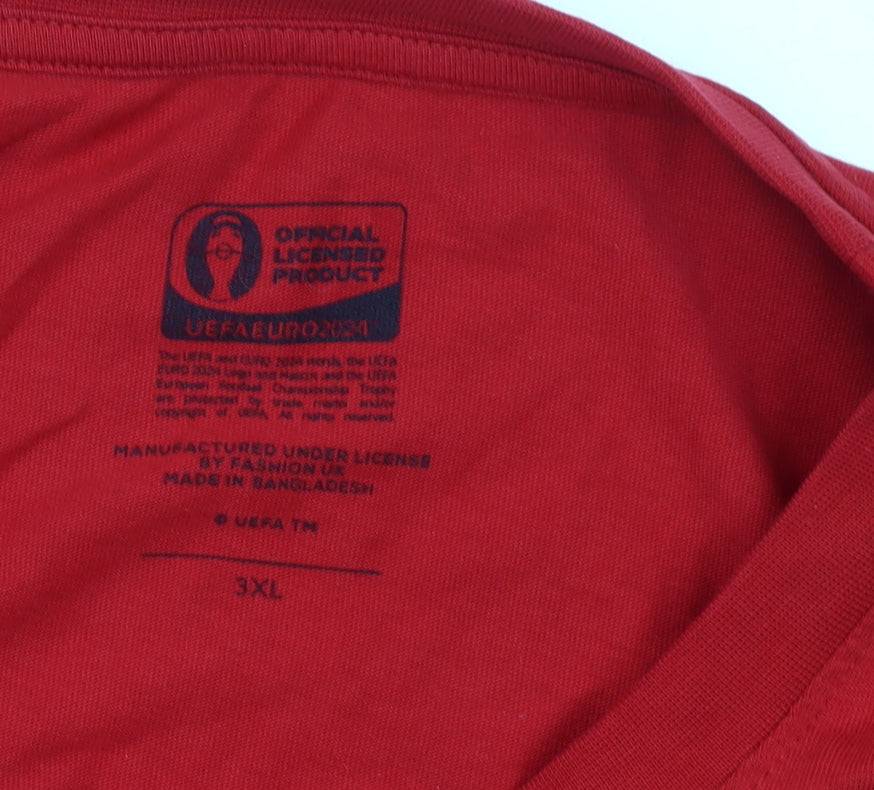 OFFICIAL
LICENSED
PRODUCT
UEFA EURO2024
The UEFA and EURO 2024 words, the UEFA
EURO 2024 Logo and Mascot and the UEFA
European Football Championship Trophy
are protected by trade marks and/or
copyright of UEFA. All rights reserved.
MANUFACTURED UNDER LICENSE
BY FASHION UK
MADE IN BANGLADESH
© UEFA TM
3XL